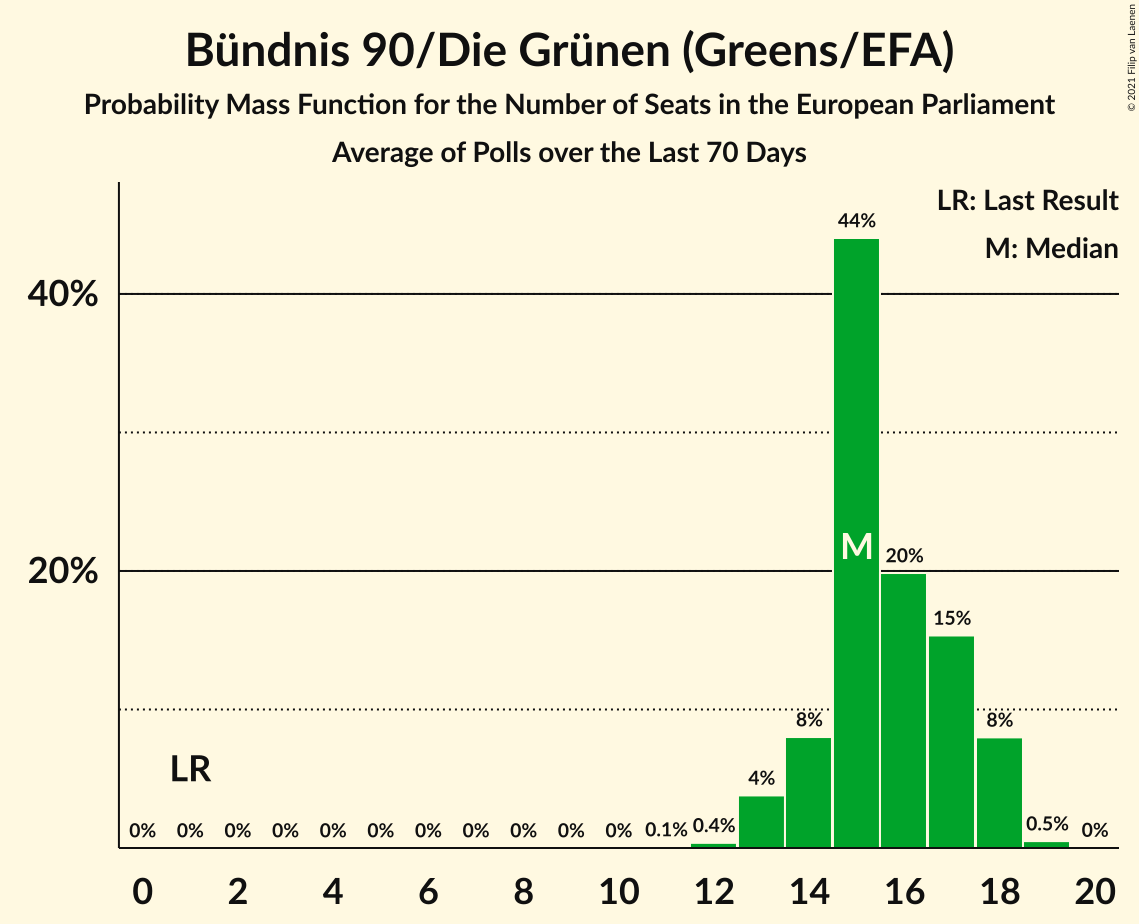 Bündnis 90/Die Grünen (Greens/EFA)
Probability Mass Function for the Number of Seats in the European Parliament
Average of Polls over the Last 70 Days
© 2021 Filip van Laenen
LR: Last Result
M: Median
44%
40%
M
20%
20%
15%
8%
8%
LR
4%
0% 0% 0% 0% 0% 0% 0% 0% 0% 0% 0% 0.1% 0.4% 0.5% 0%
0 2 4 6 8 10 12 14 16 18 20